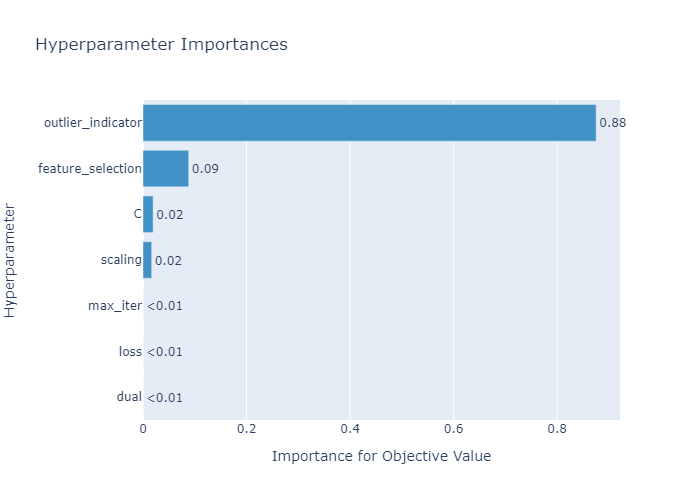 Hyperparameter Importances
Hyperparameter
outlier_indicator 0.88
feature_selection 0.09
C 0.02
scaling 0.02
max_iter <0.01
loss <0.01
dual <0.01
0 0.2 0.4 0.6 0.8
Importance for Objective Value